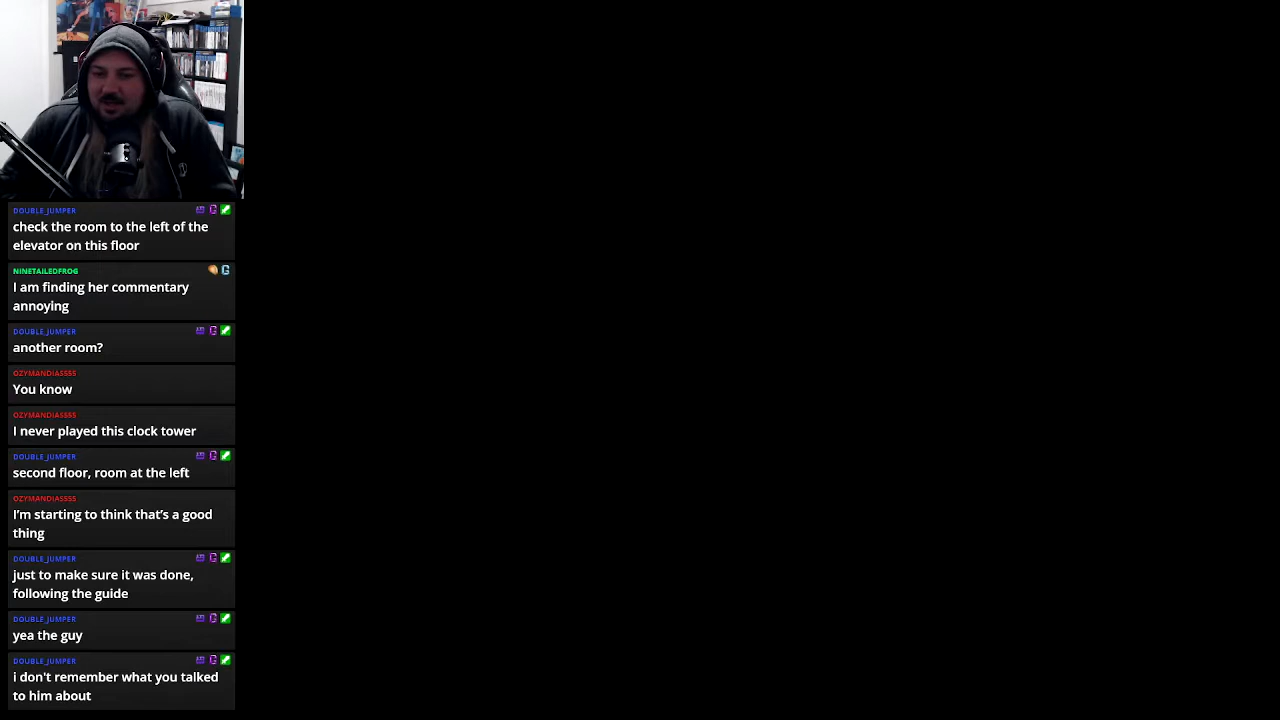 DOUBLE_JUMPER
check the room to the left of the
elevator on this floor
NINETAILEDFROG
I am finding her commentary
annoying
DOUBLE_JUMPER
another room?
OZYMANDIAS555
You know
OZYMANDIAS555
I never played this clock tower
DOUBLE_JUMPER
second floor, room at the left
OZYMANDIAS555
I'm starting to think that's a good
thing
DOUBLE_JUMPER
just to make sure it was done,
following the guide
DOUBLE_JUMPER
yea the guy
DOUBLE_JUMPER
i don't remember what you talked
to him about